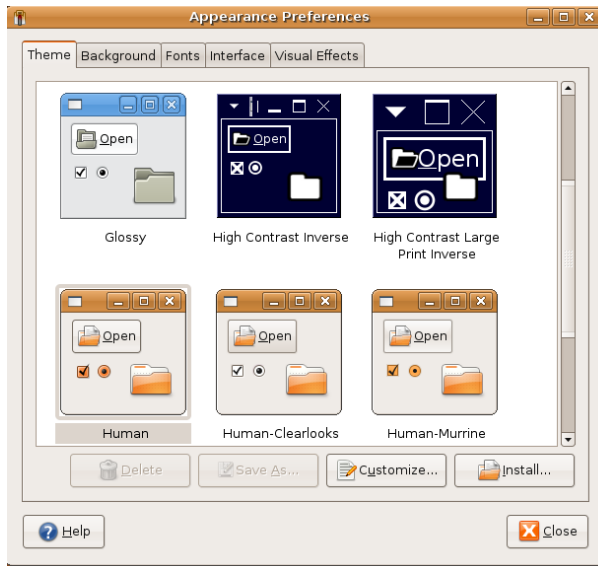 Appearance Preferences
Theme Background Fonts Interface Visual Effects
Open Open Open
Glossy High Contrast Inverse High Contrast Large
Print Inverse
Open Open Open
Human Human-Clearlooks Human-Murrine
Delete Save As... Customize... Install...
Help Close